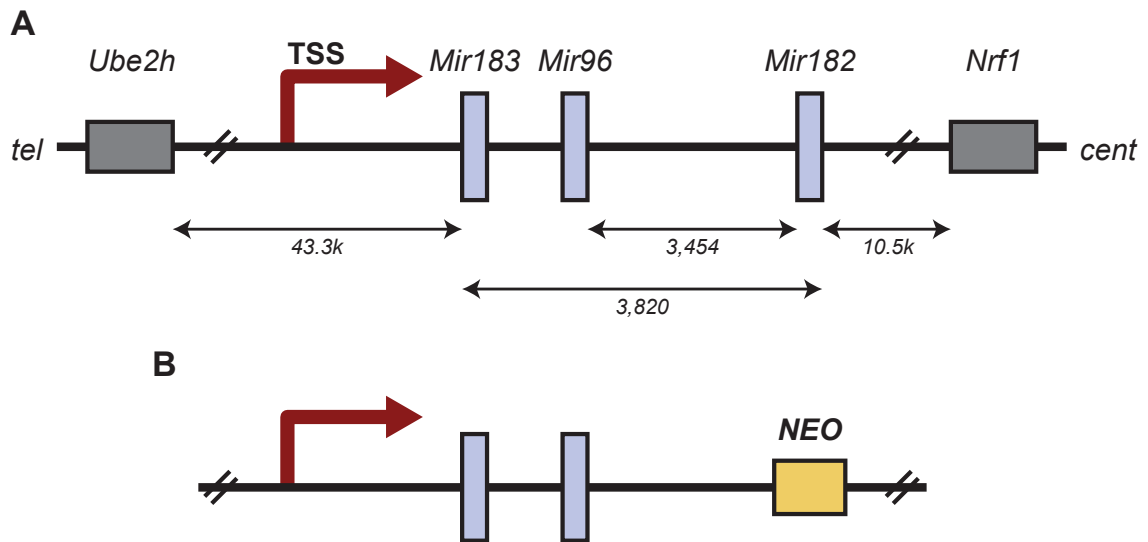 A
Ube2h TSS Mir183 Mir96 Mir182 Nrf1
tel cent
43.3k 3,454 10.5k
3,820
B
NEO